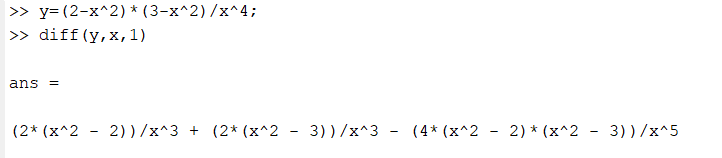 >> y=(2-x^2)*(3-x^2)/x^4;
>> diff(y,x,1)
ans =
(2*(x^2 - 2))/x^3 + (2*(x^2 - 3))/x^3 - (4*(x^2 - 2)*(x^2 - 3))/x^5